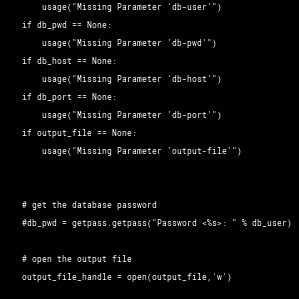 usage("Missing Parameter 'db-user'")
if db_pwd == None:
usage("Missing Parameter 'db-pwd'")
if db_host == None:
usage("Missing Parameter 'db-host'")
if db_port == None:
usage("Missing Parameter 'db-port'")
if output_file == None:
usage("Missing Parameter 'output-file'")
# get the database password
#db_pwd = getpass.getpass("Password <%s>: " % db_user)
# open the output file
output_file_handle = open(output_file,'w')